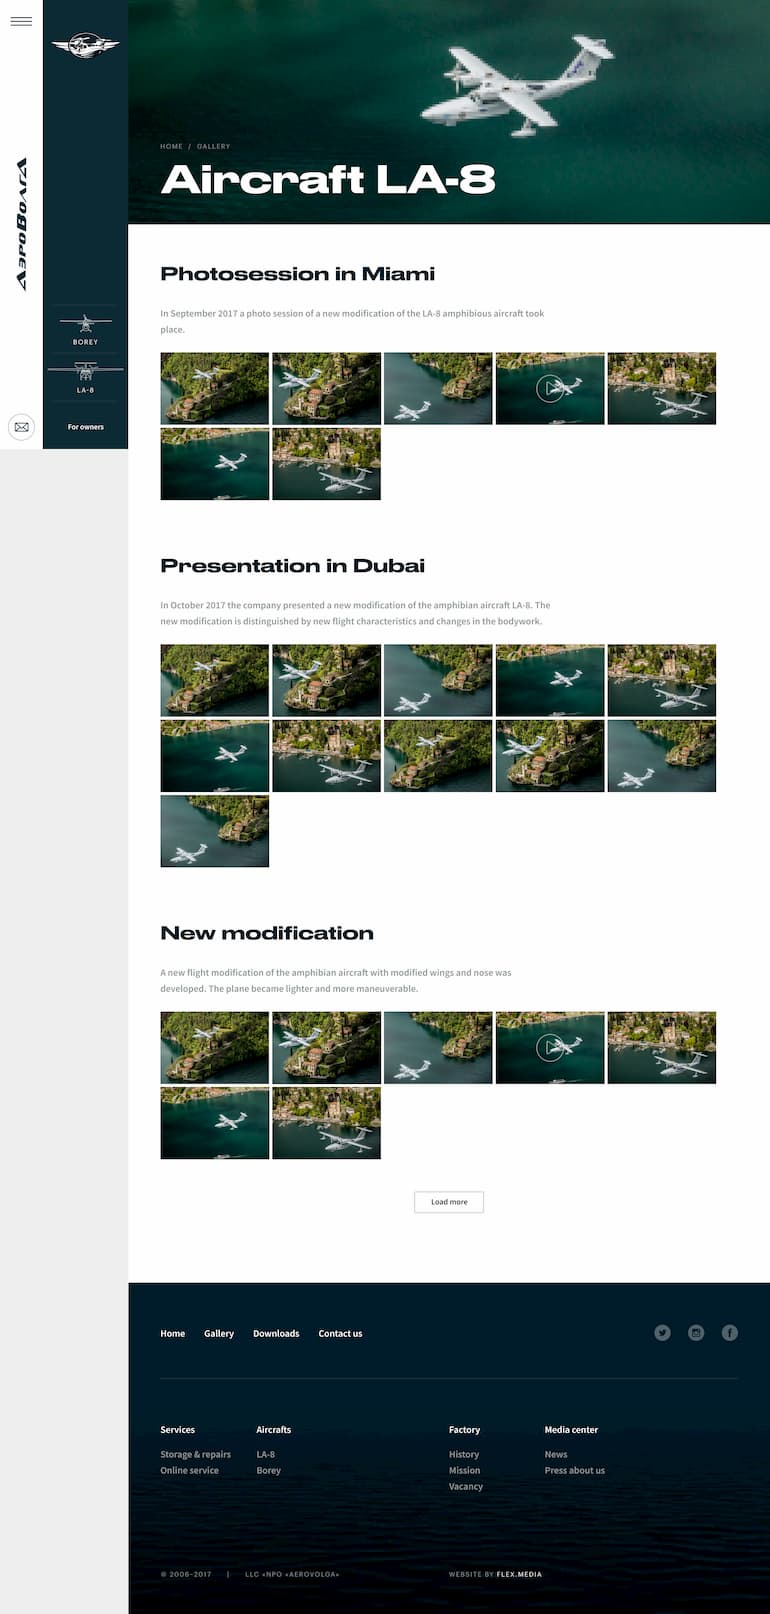 АэроВолга
BOREY
LA-8
For owners
HOME / GALLERY
Aircraft LA-8
Photosession in Miami
In September 2017 a photo session of a new modification of the LA-8 amphibious aircraft took
place.
Presentation in Dubai
In October 2017 the company presented a new modification of the amphibian aircraft LA-8. The
new modification is distinguished by new flight characteristics and changes in the bodywork.
New modification
A new flight modification of the amphibian aircraft with modified wings and nose was
developed. The plane became lighter and more maneuverable.
Load more
Home Gallery Downloads Contact us
Services Aircrafts Factory Media center
Storage & repairs LA-8 History News
Online service Borey Mission Press about us
Vacancy
© 2006–2017 | LLC «NPO «AEROVOLGA» WEBSITE BY FLEX.MEDIA